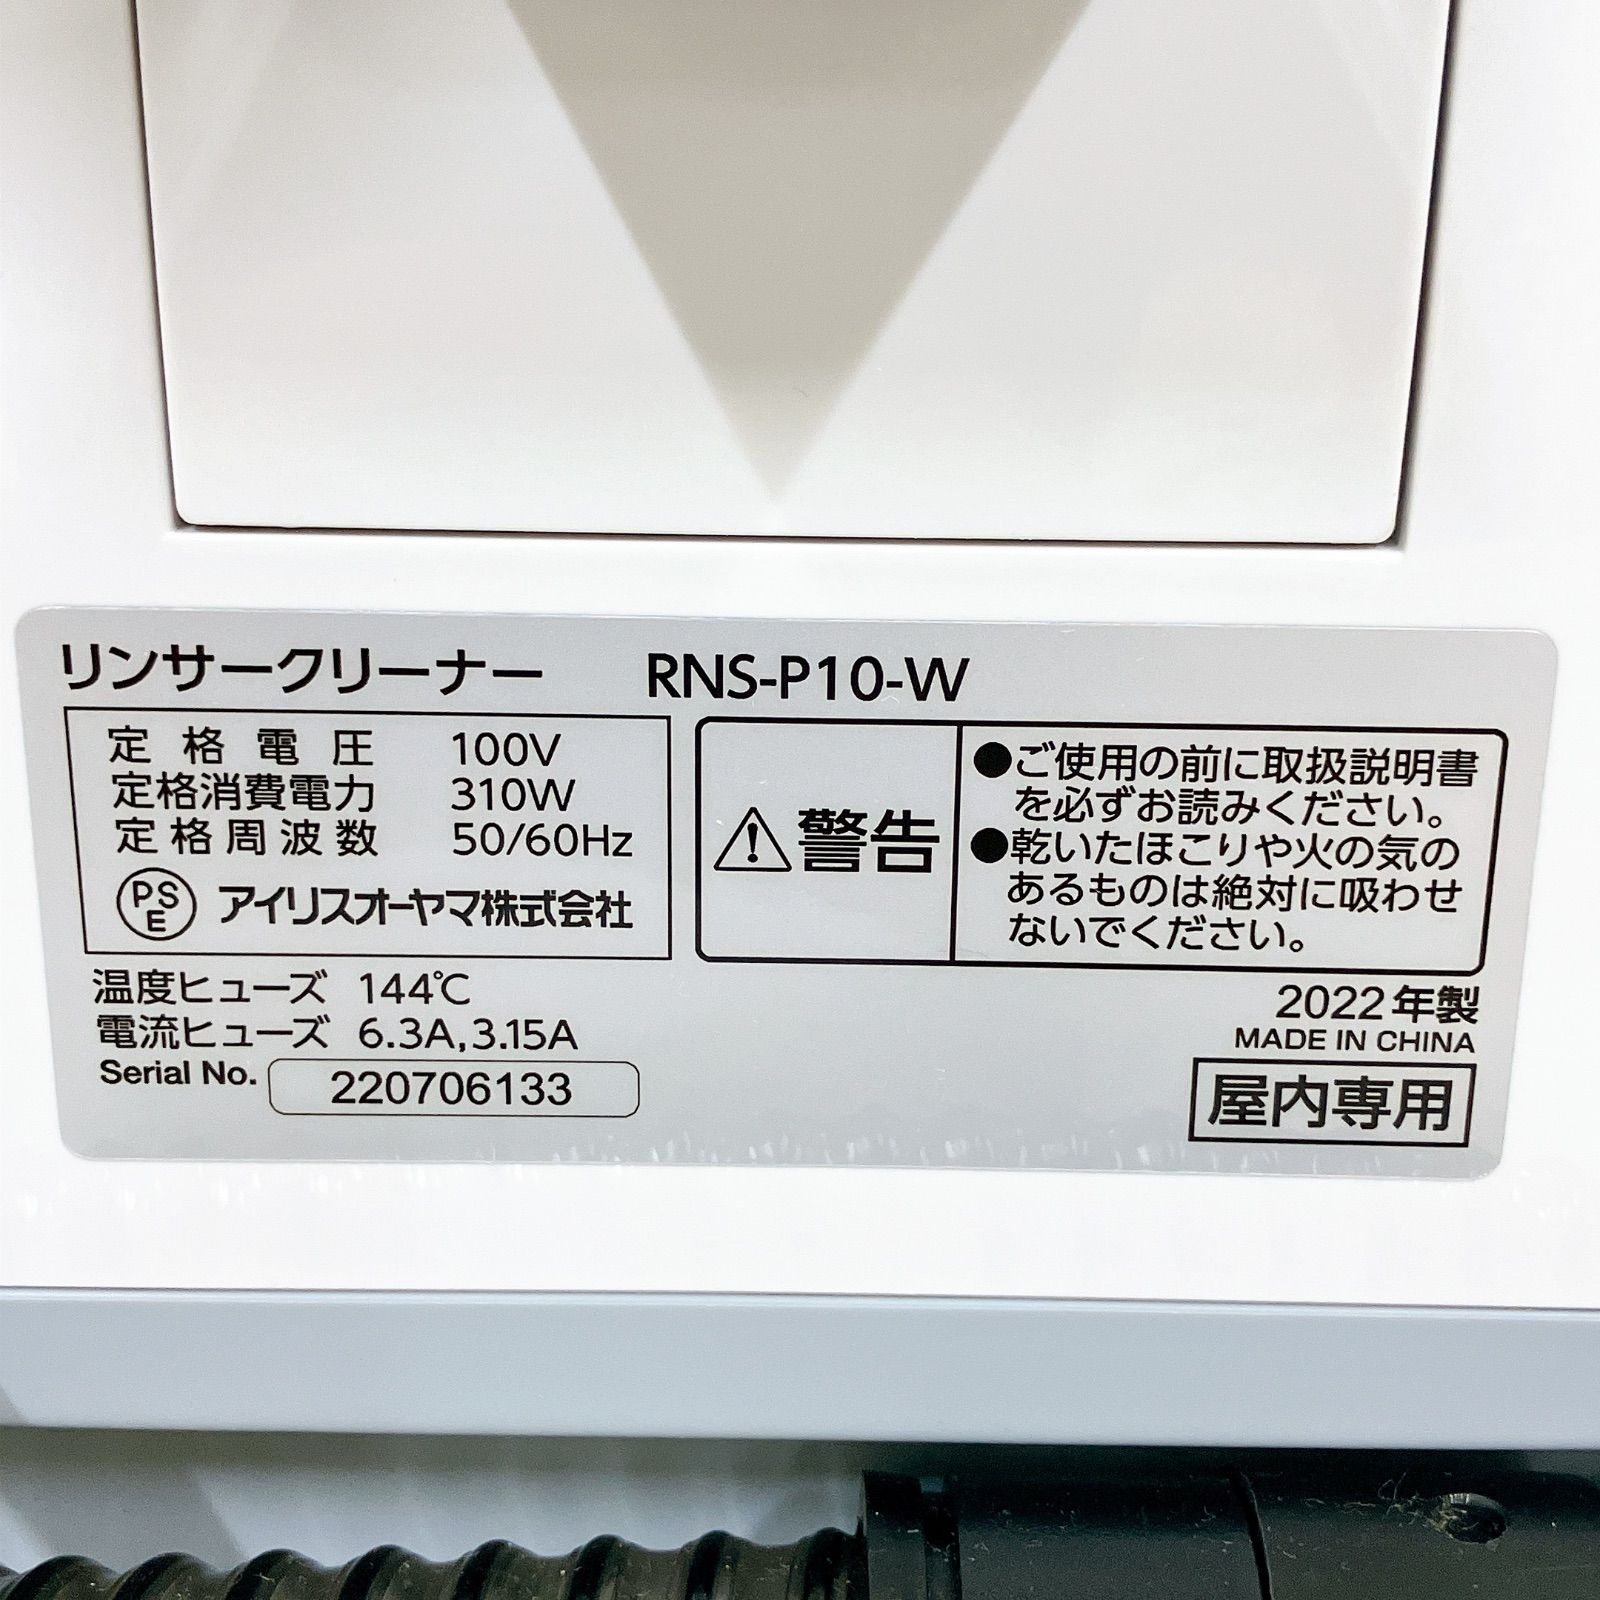 リンサークリーナー RNS-P10-W
定格電圧 100V
定格消費電力 310W
定格周波数 50/60Hz
PSE アイリスオーヤマ株式会社
警告
●ご使用の前に取扱説明書
を必ずお読みください。
●乾いたほこりや火の気の
あるものは絶対に吸わせ
ないでください。
温度ヒューズ 144℃
電流ヒューズ 6.3A,3.15A
Serial No. 220706133
2022年製
MADE IN CHINA
屋内専用